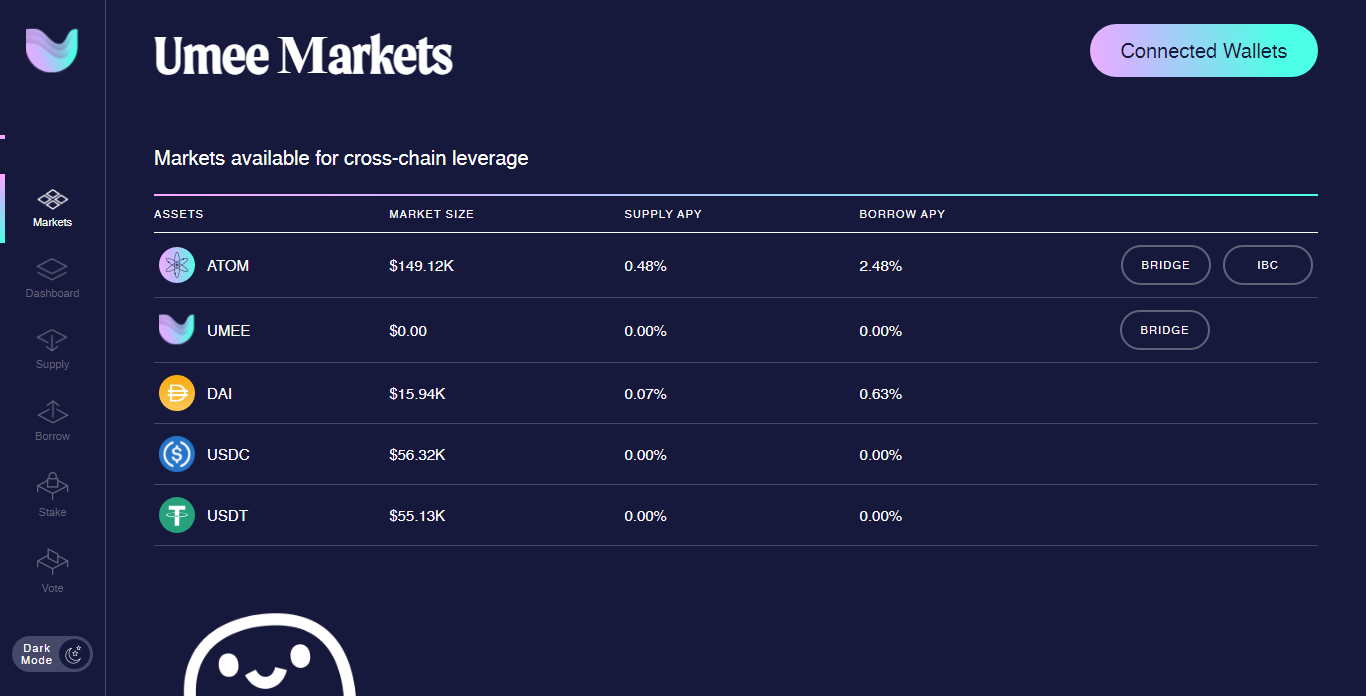 Umee Markets
Connected Wallets
Markets available for cross-chain leverage
ASSETS MARKET SIZE SUPPLY APY BORROW APY
ATOM $149.12K 0.48% 2.48% BRIDGE IBC
UMEE $0.00 0.00% 0.00% BRIDGE
DAI $15.94K 0.07% 0.63%
USDC $56.32K 0.00% 0.00%
USDT $55.13K 0.00% 0.00%
Markets
Dashboard
Supply
Borrow
Stake
Vote
Dark
Mode